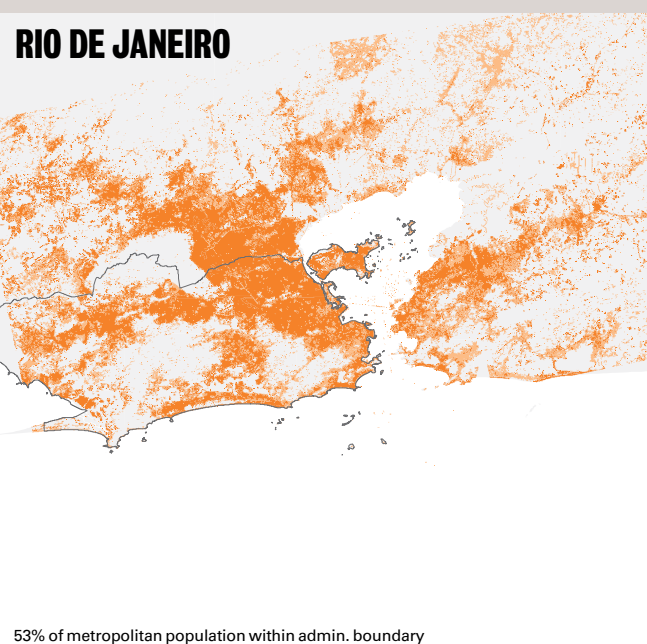 RIO DE JANEIRO
53% of metropolitan population within admin. boundary